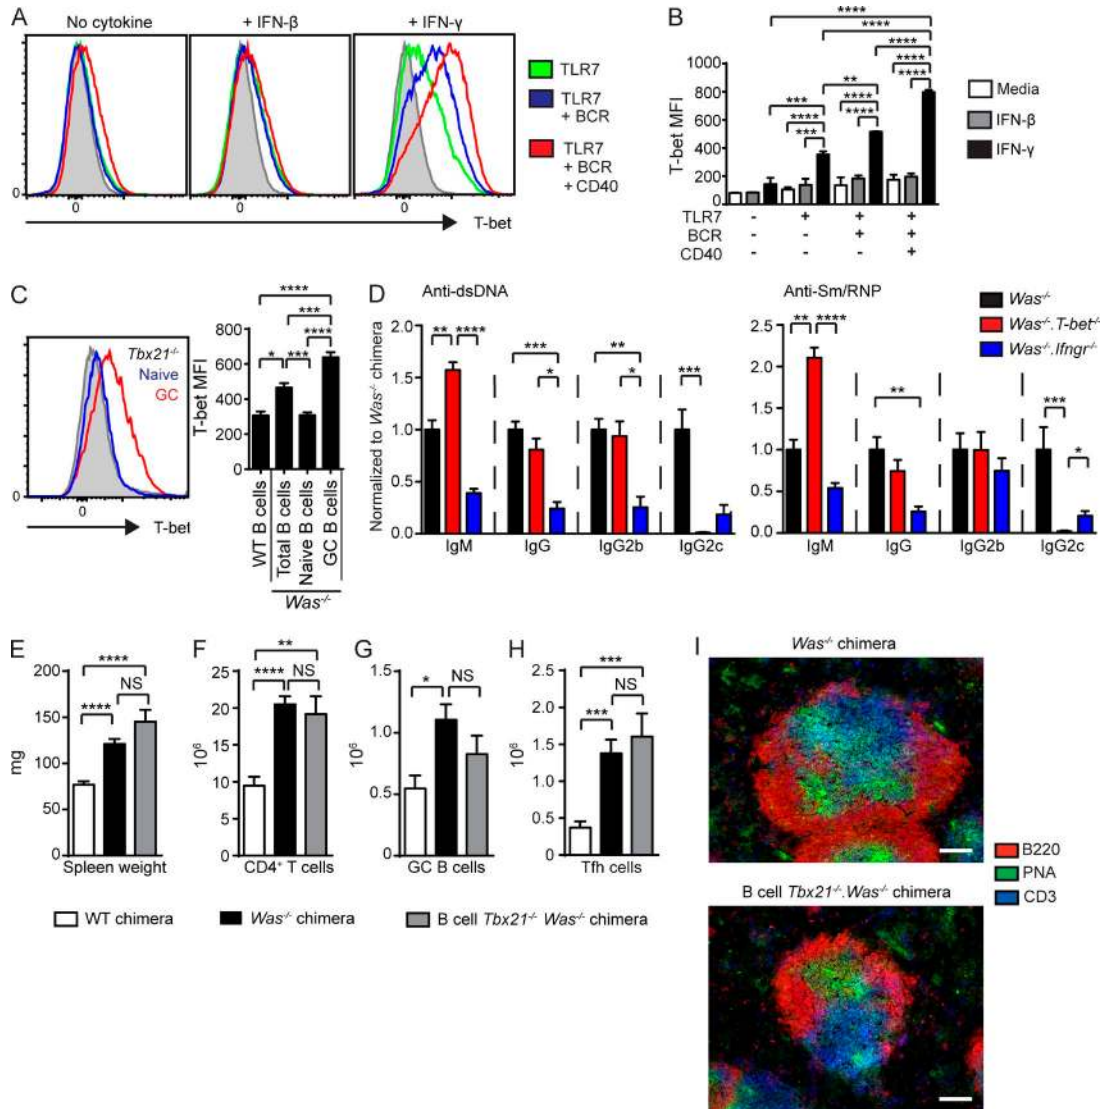 A
No cytokine
+ IFN-β
+ IFN-γ
0
0
0
0
T-bet
TLR7
TLR7
+ BCR
TLR7
+ BCR
+ CD40
B
T-bet MFI
1000
800
600
400
200
0
****
****
****
**
****
***
****
****
****
***
****
****
Media
IFN-β
IFN-γ
TLR7 - + + +
BCR - - + +
CD40 - - - +
C
Tbx21-/-
Naive
GC
0
0
T-bet
T-bet MFI
800
600
400
200
0
****
***
****
*
***
WT B cells
Total B cells
Naive B cells
GC B cells
Was-/-
D
Anti-dsDNA
Normalized to Was-/- chimera
2.0
1.5
1.0
0.5
0.0
** ****
***
*
**
*
***
IgM IgG IgG2b IgG2c
Anti-Sm/RNP
2.5
2.0
1.5
1.0
0.5
0.0
** ****
**
***
*
IgM IgG IgG2b IgG2c
Was-/-
Was-/-.T-bet-/-
Was-/-.Ifngr-/-
E
mg
200
150
100
50
0
****
NS
****
Spleen weight
F
10⁶
25
20
15
10
5
0
**
**** NS
CD4⁺ T cells
G
10⁶
1.5
1.0
0.5
0
* NS
GC B cells
H
10⁶
2.5
2.0
1.5
1.0
0.5
0
***
NS
***
Tfh cells
WT chimera
Was-/- chimera
B cell Tbx21-/- Was-/- chimera
I
Was-/- chimera
B cell Tbx21-/-.Was-/- chimera
B220
PNA
CD3